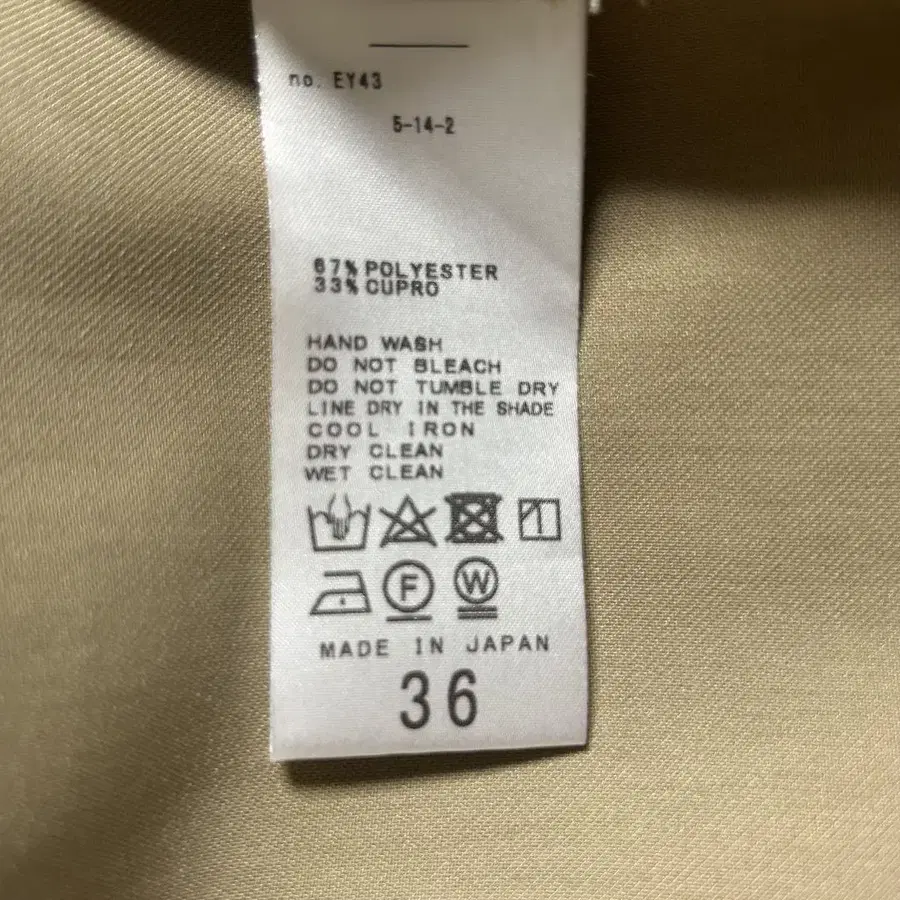 no. EY43
5-14-2
67% POLYESTER
33% CUPRO
HAND WASH
DO NOT BLEACH
DO NOT TUMBLE DRY
LINE DRY IN THE SHADE
COOL IRON
DRY CLEAN
WET CLEAN
F W
MADE IN JAPAN
36